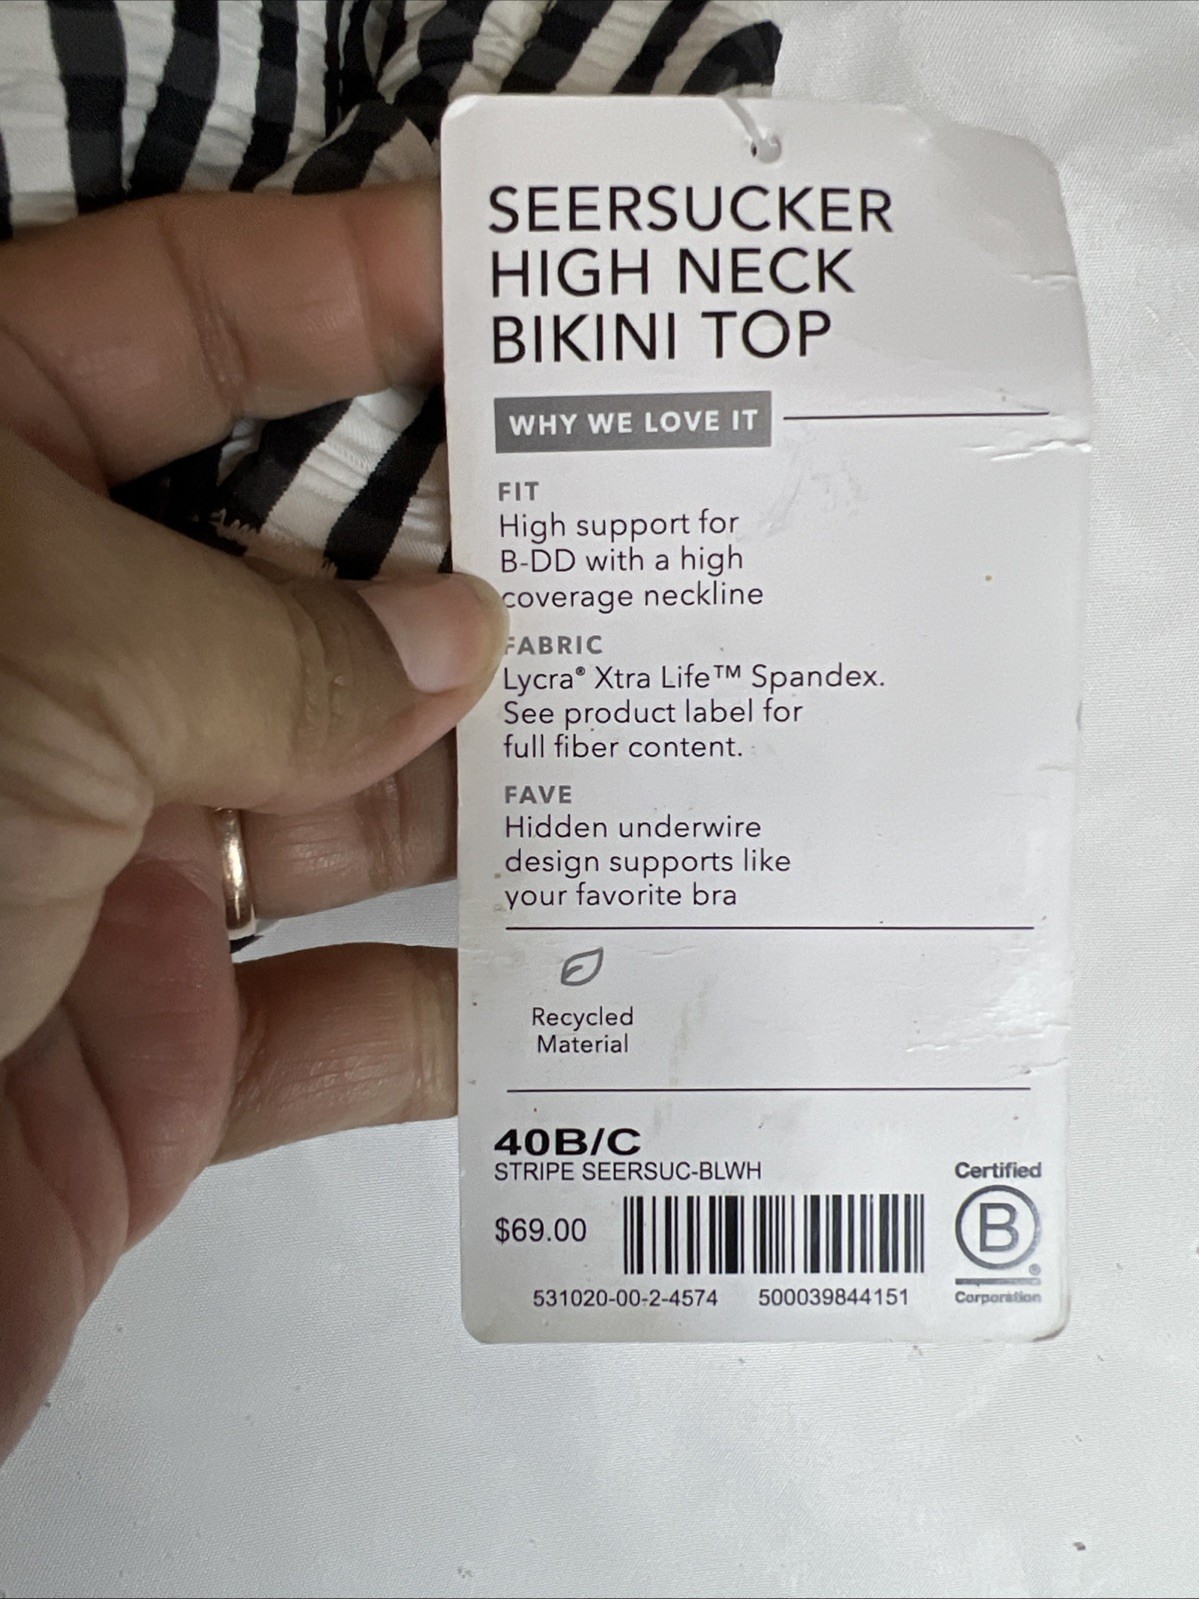 SEERSUCKER
HIGH NECK
BIKINI TOP
WHY WE LOVE IT
FIT
High support for
B-DD with a high
coverage neckline
FABRIC
Lycra® Xtra Life™ Spandex.
See product label for
full fiber content.
FAVE
Hidden underwire
design supports like
your favorite bra
Recycled
Material
40B/C
STRIPE SEERSUC-BLWH
$69.00
531020-00-2-4574 500039844151
Certified
B®
Corporation